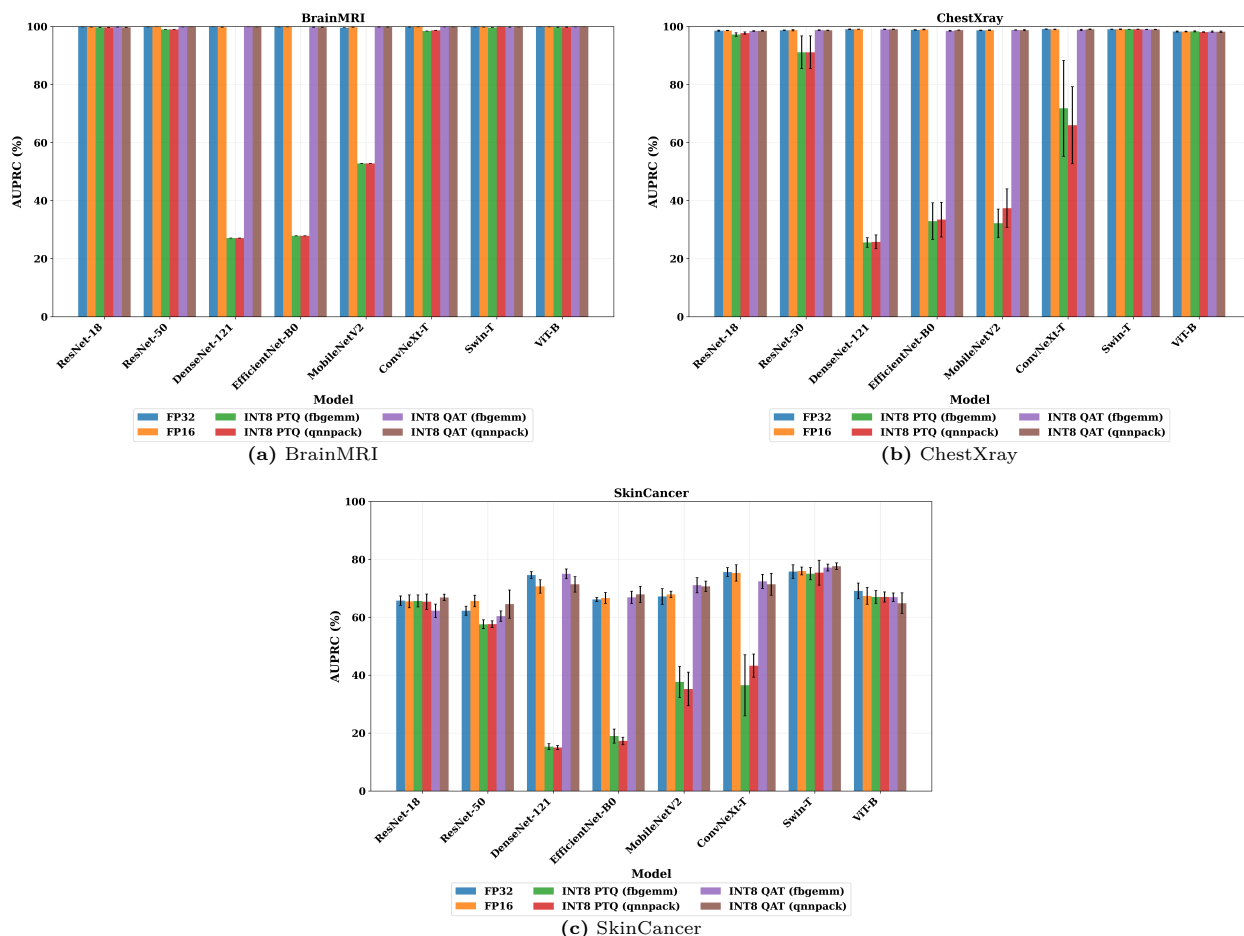 BrainMRI
AUPRC (%)
100
80
60
40
20
0
ResNet-18
ResNet-50
DenseNet-121
EfficientNet-B0
MobileNetV2
ConvNeXt-T
Swin-T
ViT-B
Model
FP32
INT8 PTQ (fbgemm)
INT8 QAT (fbgemm)
FP16
INT8 PTQ (qnnpack)
INT8 QAT (qnnpack)
(a) BrainMRI
ChestXray
AUPRC (%)
100
80
60
40
20
0
ResNet-18
ResNet-50
DenseNet-121
EfficientNet-B0
MobileNetV2
ConvNeXt-T
Swin-T
ViT-B
Model
FP32
INT8 PTQ (fbgemm)
INT8 QAT (fbgemm)
FP16
INT8 PTQ (qnnpack)
INT8 QAT (qnnpack)
(b) ChestXray
SkinCancer
AUPRC (%)
100
80
60
40
20
0
ResNet-18
ResNet-50
DenseNet-121
EfficientNet-B0
MobileNetV2
ConvNeXt-T
Swin-T
ViT-B
Model
FP32
INT8 PTQ (fbgemm)
INT8 QAT (fbgemm)
FP16
INT8 PTQ (qnnpack)
INT8 QAT (qnnpack)
(c) SkinCancer